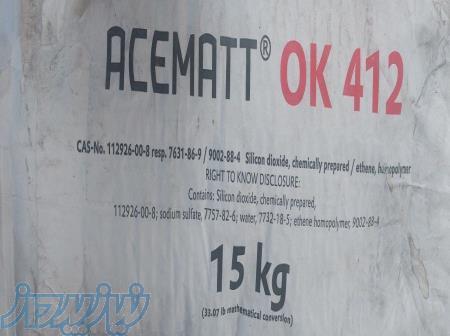 ACEMATT® OK 412
CAS-No. 112926-00-8 resp. 7631-86-9 / 9002-88-4 Silicon dioxide, chemically prepared / ethene, homopolymer
RIGHT TO KNOW DISCLOSURE:
Contains: Silicon dioxide, chemically prepared,
112926-00-8; sodium sulfate, 7757-82-6; water, 7732-18-5; ethene homopolymer, 9002-88-4
15 kg
(33.07 lb mathematical conversion)
نیازپرداز